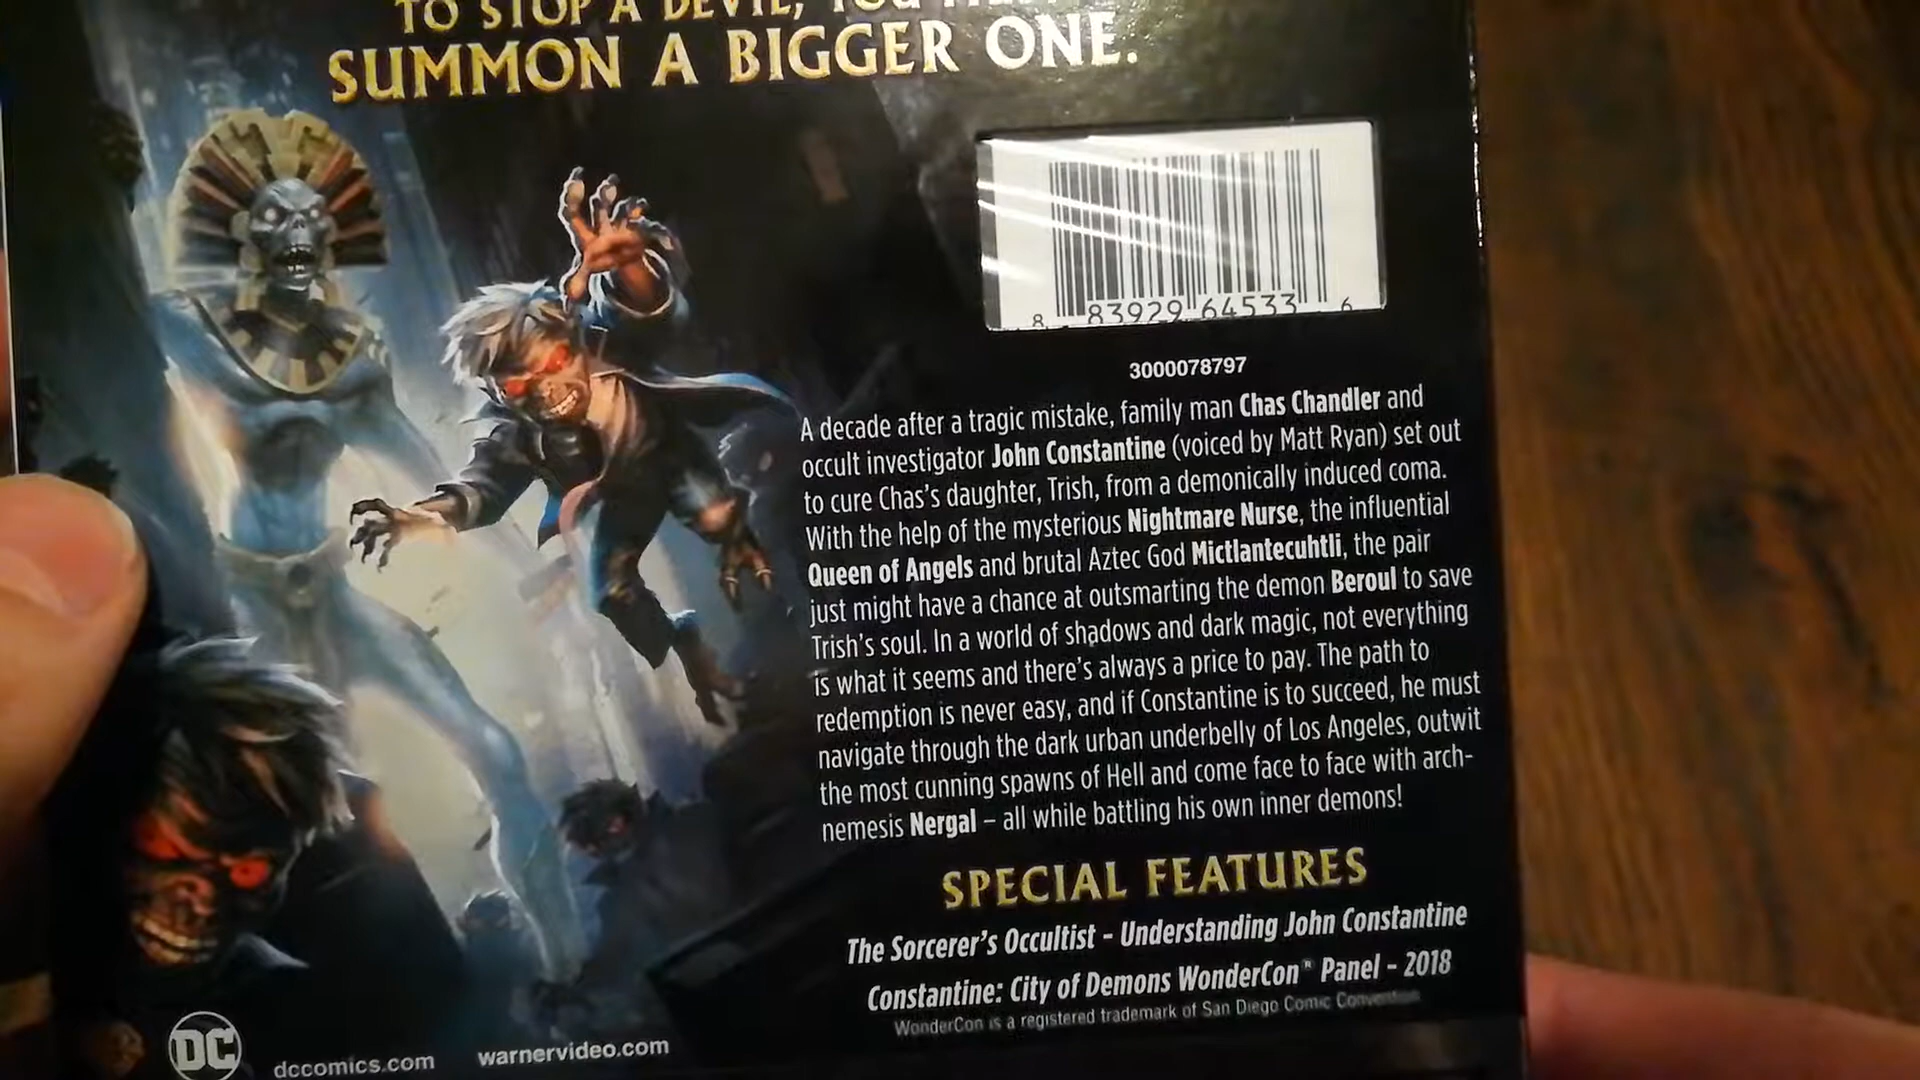 TO STOP A DEVIL, YOU
SUMMON A BIGGER ONE.
8 83929 64533 6
3000078797
A decade after a tragic mistake, family man Chas Chandler and
occult investigator John Constantine (voiced by Matt Ryan) set out
to cure Chas's daughter, Trish, from a demonically induced coma.
With the help of the mysterious Nightmare Nurse, the influential
Queen of Angels and brutal Aztec God Mictlantecuhtli, the pair
just might have a chance at outsmarting the demon Beroul to save
Trish's soul. In a world of shadows and dark magic, not everything
is what it seems and there's always a price to pay. The path to
redemption is never easy, and if Constantine is to succeed, he must
navigate through the dark urban underbelly of Los Angeles, outwit
the most cunning spawns of Hell and come face to face with arch-
nemesis Nergal – all while battling his own inner demons!
SPECIAL FEATURES
The Sorcerer's Occultist - Understanding John Constantine
Constantine: City of Demons WonderCon® Panel - 2018
WonderCon is a registered trademark of San Diego Comic Convention
DC
dccomics.com
warnervideo.com